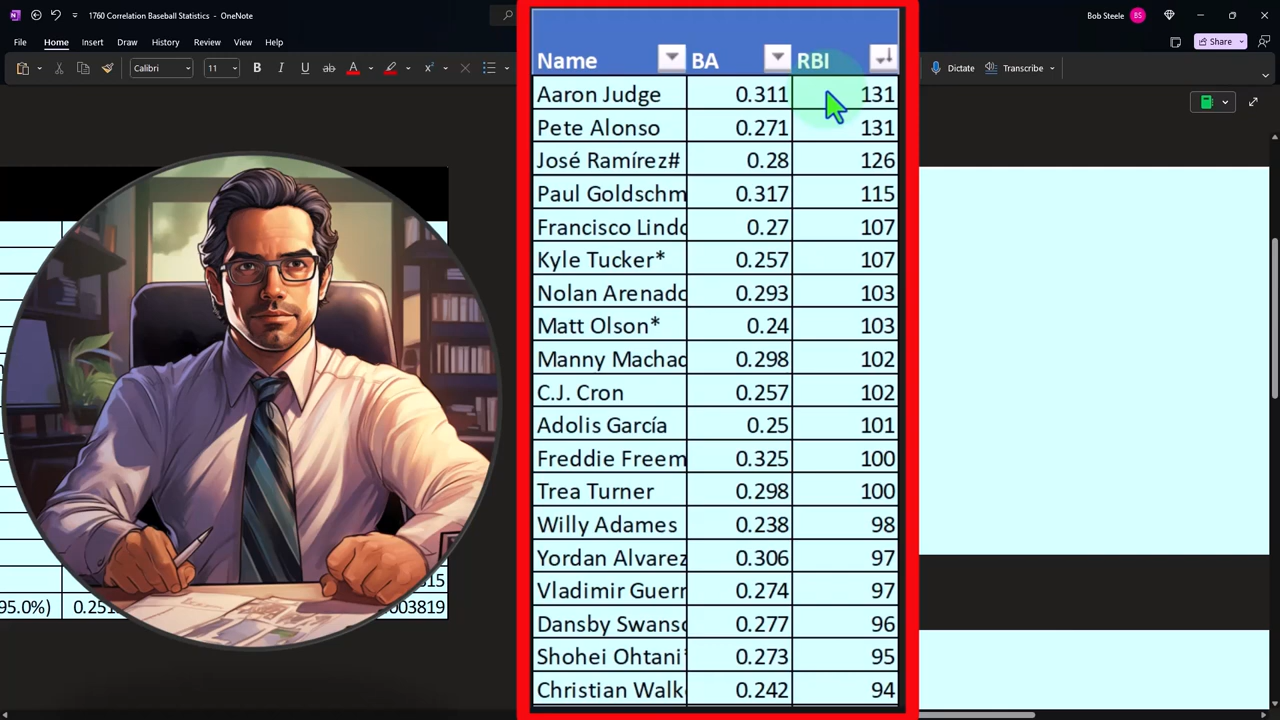 1760 Correlation Baseball Statistics - OneNote
Bob Steele
BS
File Home Insert Draw History Review View Help
Share
Calibri 11 B I U ab A x
Dictate Transcribe
Name BA RBI
Aaron Judge 0.311 131
Pete Alonso 0.271 131
José Ramírez# 0.28 126
Paul Goldschm 0.317 115
Francisco Lindo 0.27 107
Kyle Tucker* 0.257 107
Nolan Arenado 0.293 103
Matt Olson* 0.24 103
Manny Machad 0.298 102
C.J. Cron 0.257 102
Adolis García 0.25 101
Freddie Freem 0.325 100
Trea Turner 0.298 100
Willy Adames 0.238 98
Yordan Alvarez 0.306 97
Vladimir Guerr 0.274 97
Dansby Swanso 0.277 96
Shohei Ohtani* 0.273 95
Christian Walk 0.242 94
95.0%) 0.251 003819